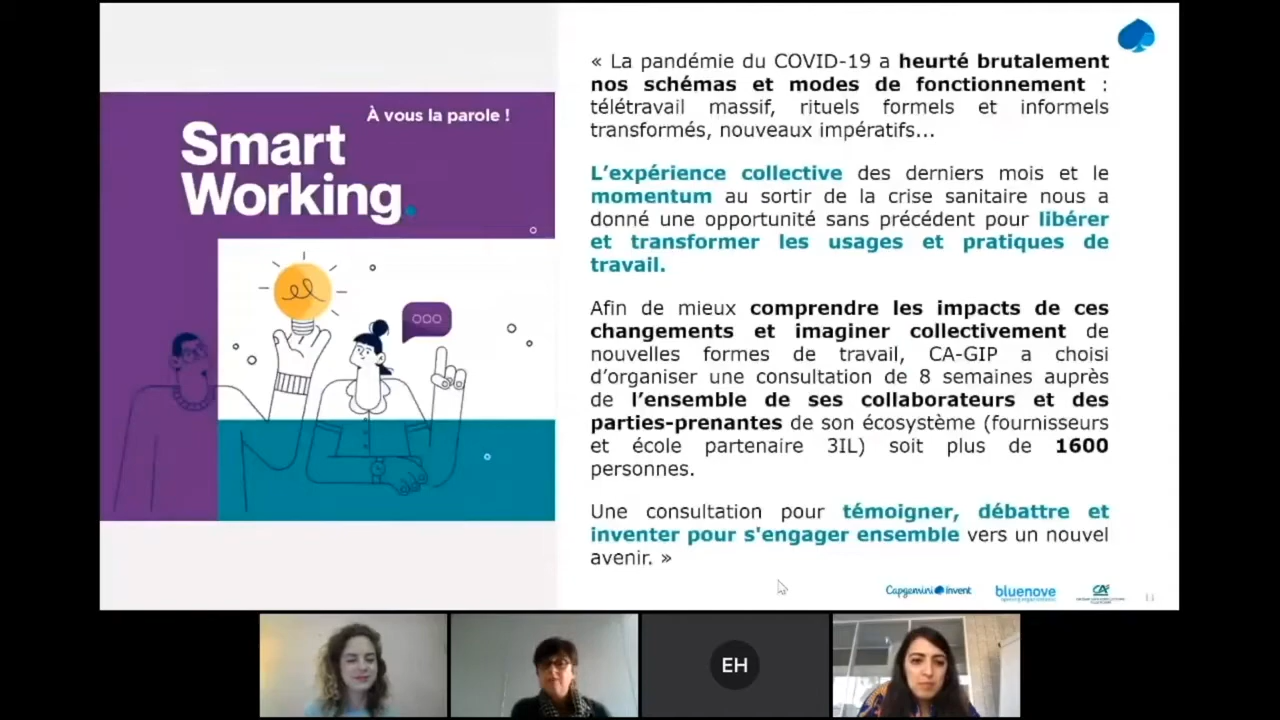 À vous la parole !
Smart
Working.
« La pandémie du COVID-19 a heurté brutalement
nos schémas et modes de fonctionnement :
télétravail massif, rituels formels et informels
transformés, nouveaux impératifs...
L'expérience collective des derniers mois et le
momentum au sortir de la crise sanitaire nous a
donné une opportunité sans précédent pour libérer
et transformer les usages et pratiques de
travail.
Afin de mieux comprendre les impacts de ces
changements et imaginer collectivement de
nouvelles formes de travail, CA-GIP a choisi
d'organiser une consultation de 8 semaines auprès
de l'ensemble de ses collaborateurs et des
parties-prenantes de son écosystème (fournisseurs
et école partenaire 3IL) soit plus de 1600
personnes.
Une consultation pour témoigner, débattre et
inventer pour s'engager ensemble vers un nouvel
avenir. »
Capgemini invent
bluenove
CA
EH